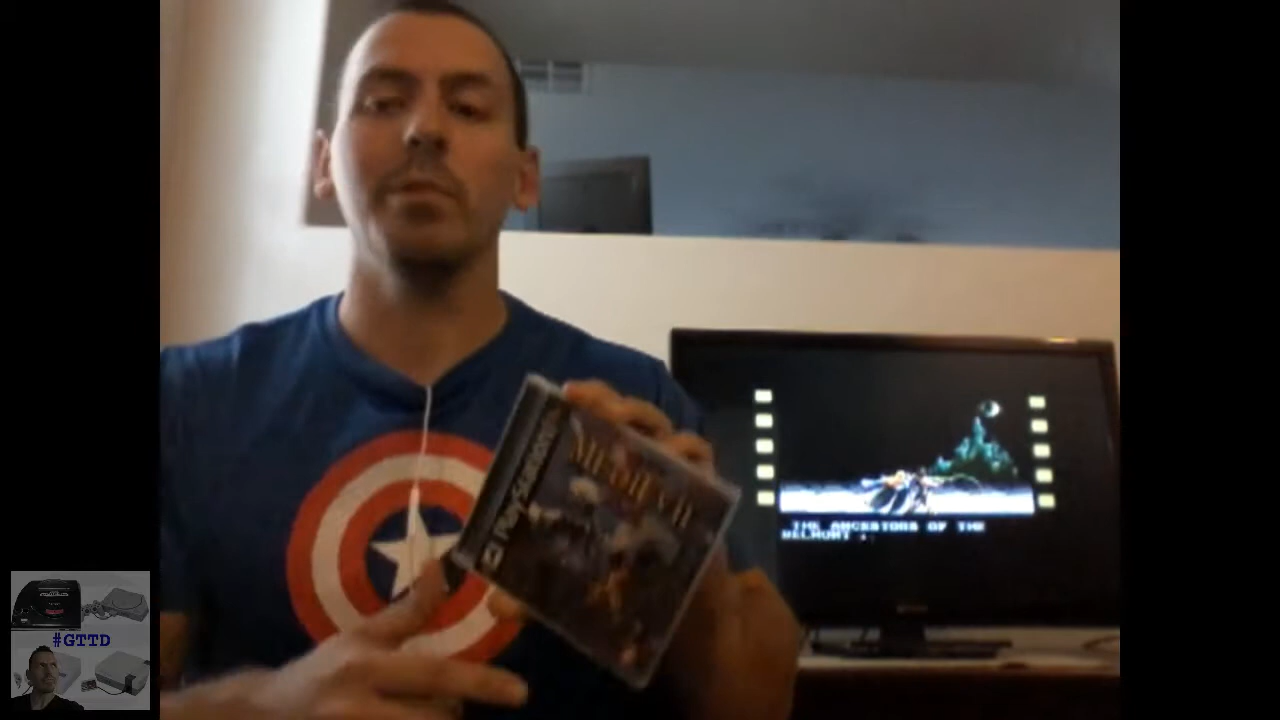 MEDIEVIL
PlayStation
THE ANCESTORS OF THE
BELMONT
#GTTD